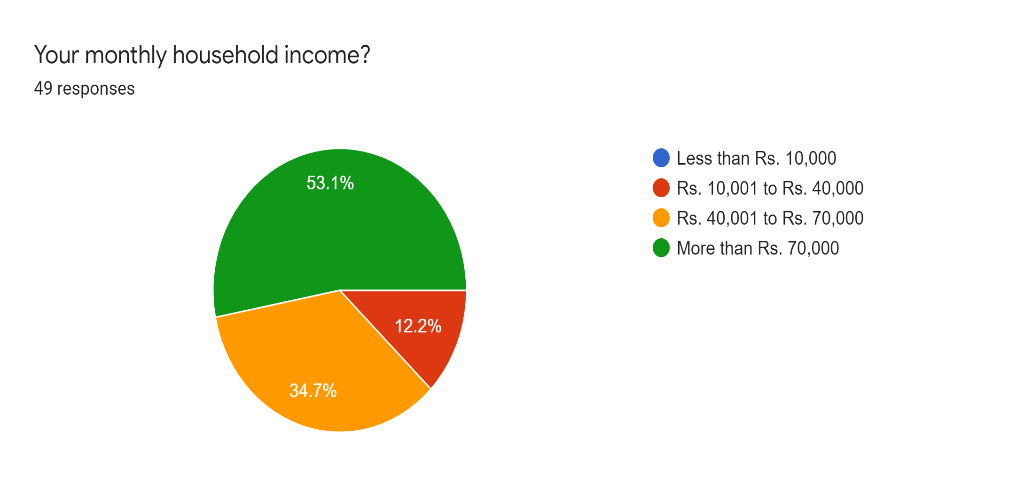 Your monthly household income?
49 responses
53.1%
12.2%
34.7%
Less than Rs. 10,000
Rs. 10,001 to Rs. 40,000
Rs. 40,001 to Rs. 70,000
More than Rs. 70,000